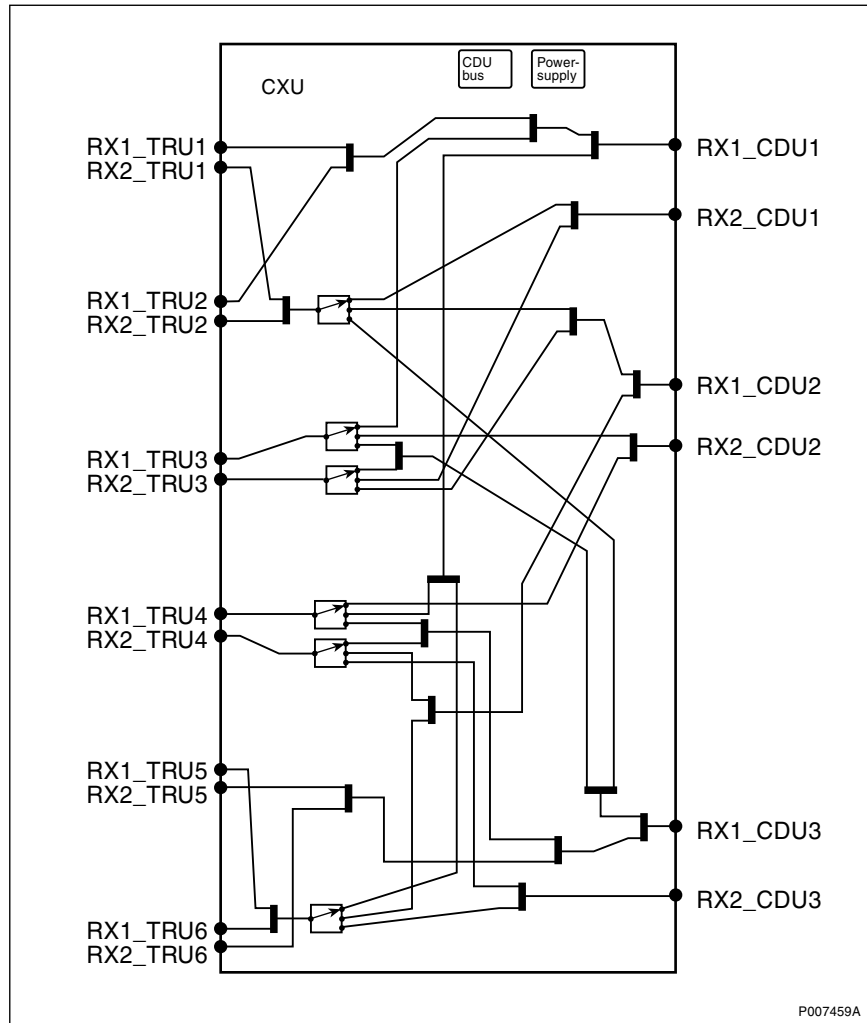 CDU
bus
Power-
supply
CXU
RX1_TRU1
RX2_TRU1
RX1_CDU1
RX2_CDU1
RX1_TRU2
RX2_TRU2
RX1_CDU2
RX2_CDU2
RX1_TRU3
RX2_TRU3
RX1_TRU4
RX2_TRU4
RX1_TRU5
RX2_TRU5
RX1_CDU3
RX2_CDU3
RX1_TRU6
RX2_TRU6
P007459A